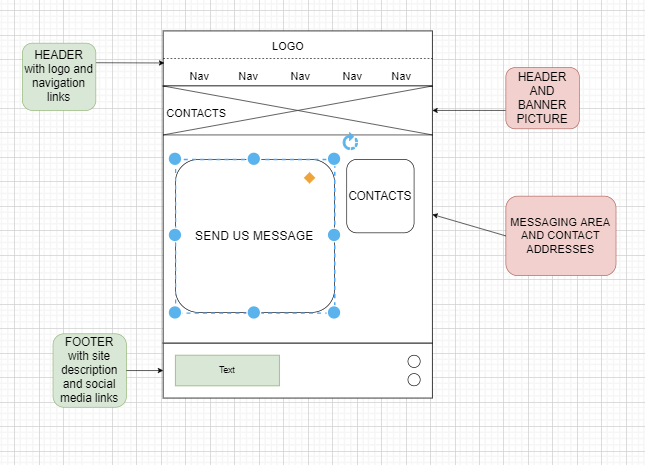 LOGO
Nav Nav Nav Nav Nav
HEADER
with logo and
navigation
links
CONTACTS
HEADER
AND
BANNER
PICTURE
SEND US MESSAGE
CONTACTS
MESSAGING AREA
AND CONTACT
ADDRESSES
FOOTER
with site
description
and social
media links
Text